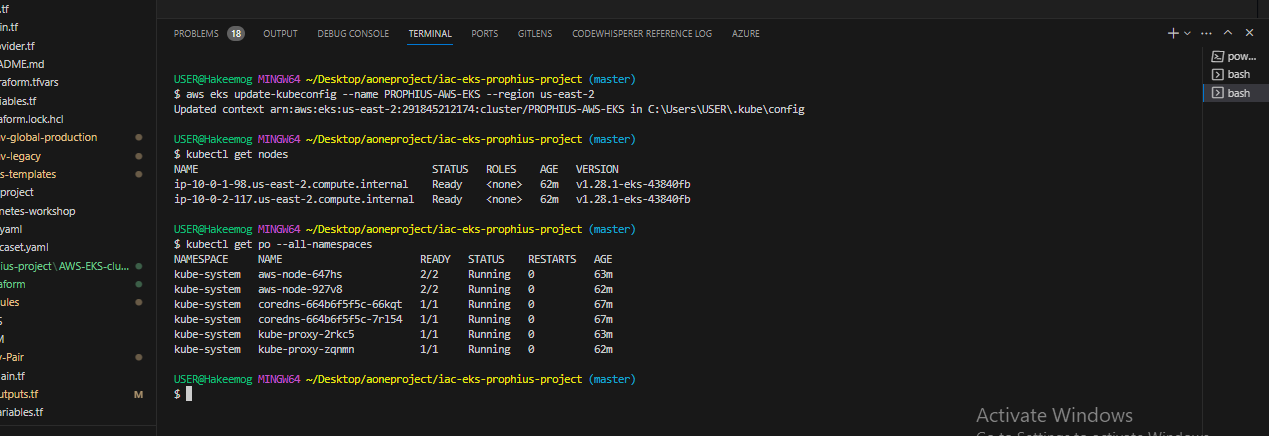 .tf
in.tf
vider.tf
ADME.md
raform.tfvars
riables.tf
aform.lock.hcl
v-global-production
v-legacy
s-templates
project
netes-workshop
yaml
caset.yaml
ius-project\AWS-EKS-clu...
aform
ules
S
M
y-Pair
ain.tf
utputs.tf M
ariables.tf
PROBLEMS 18 OUTPUT DEBUG CONSOLE TERMINAL PORTS GITLENS CODEWHISPERER REFERENCE LOG AZURE
USER@Hakeemog MINGW64 ~/Desktop/aoneproject/iac-eks-prophius-project (master)
$ aws eks update-kubeconfig --name PROPHIUS-AWS-EKS --region us-east-2
Updated context arn:aws:eks:us-east-2:291845212174:cluster/PROPHIUS-AWS-EKS in C:\Users\USER\.kube\config
USER@Hakeemog MINGW64 ~/Desktop/aoneproject/iac-eks-prophius-project (master)
$ kubectl get nodes
NAME STATUS ROLES AGE VERSION
ip-10-0-1-98.us-east-2.compute.internal Ready <none> 62m v1.28.1-eks-43840fb
ip-10-0-2-117.us-east-2.compute.internal Ready <none> 62m v1.28.1-eks-43840fb
USER@Hakeemog MINGW64 ~/Desktop/aoneproject/iac-eks-prophius-project (master)
$ kubectl get po --all-namespaces
NAMESPACE NAME READY STATUS RESTARTS AGE
kube-system aws-node-647hs 2/2 Running 0 63m
kube-system aws-node-927v8 2/2 Running 0 62m
kube-system coredns-664b6f5f5c-66kqt 1/1 Running 0 67m
kube-system coredns-664b6f5f5c-7rl54 1/1 Running 0 67m
kube-system kube-proxy-2rkc5 1/1 Running 0 63m
kube-system kube-proxy-zqnmn 1/1 Running 0 62m
USER@Hakeemog MINGW64 ~/Desktop/aoneproject/iac-eks-prophius-project (master)
$
pow...
bash
bash
Activate Windows
Go to Settings to activate Windows.